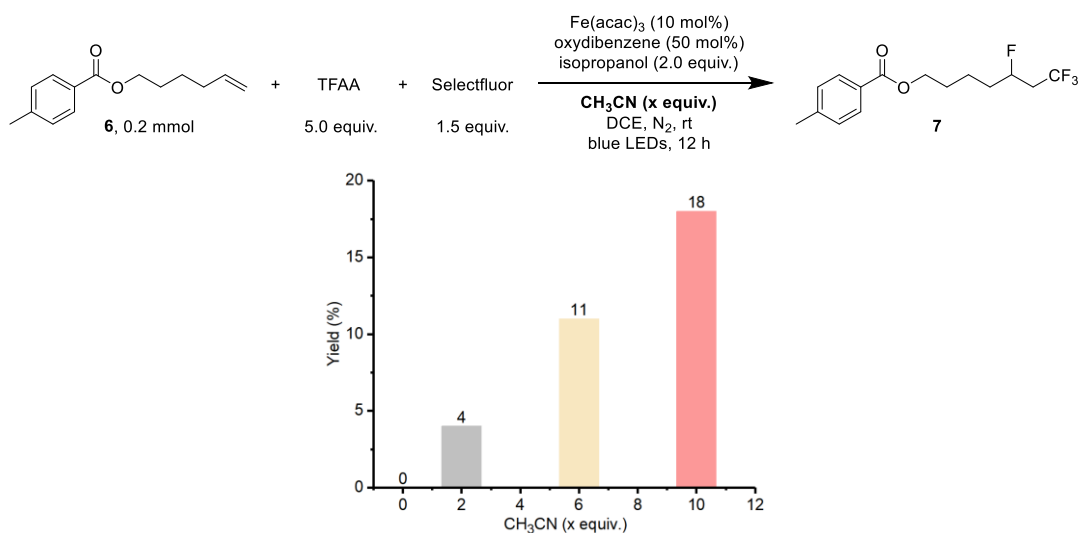 Fe(acac)3 (10 mol%)
oxydibenzene (50 mol%)
isopropanol (2.0 equiv.)
O
O
+ TFAA + Selectfluor
CH3CN (x equiv.)
DCE, N2, rt
blue LEDs, 12 h
O
O
F
CF3
6, 0.2 mmol 5.0 equiv. 1.5 equiv.
7
20
15
10
5
0
Yield (%)
0
4
11
18
0 2 4 6 8 10 12
CH3CN (x equiv.)